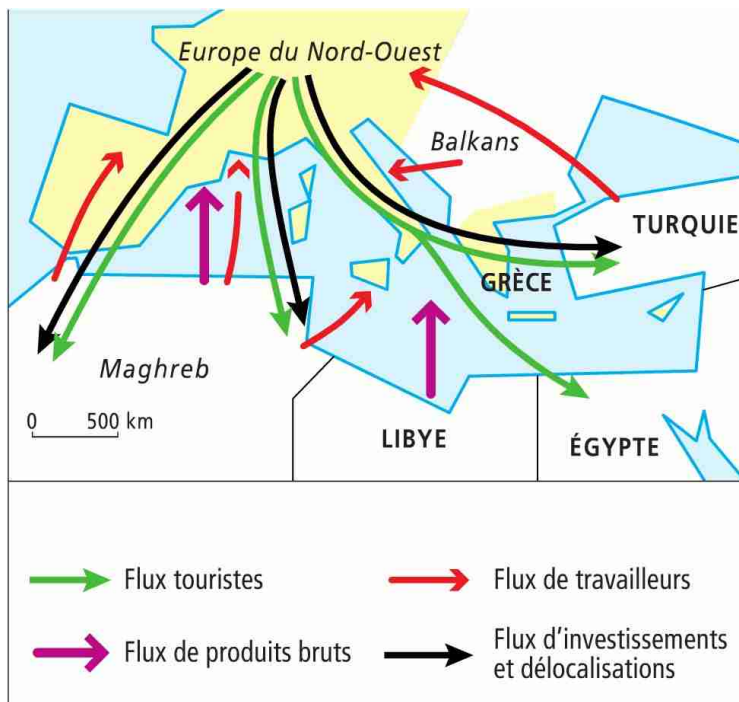 Europe du Nord-Ouest
Balkans
TURQUIE
GRÈCE
Maghreb
0 500 km
LIBYE
ÉGYPTE
Flux touristes
Flux de travailleurs
Flux de produits bruts
Flux d'investissements
et délocalisations